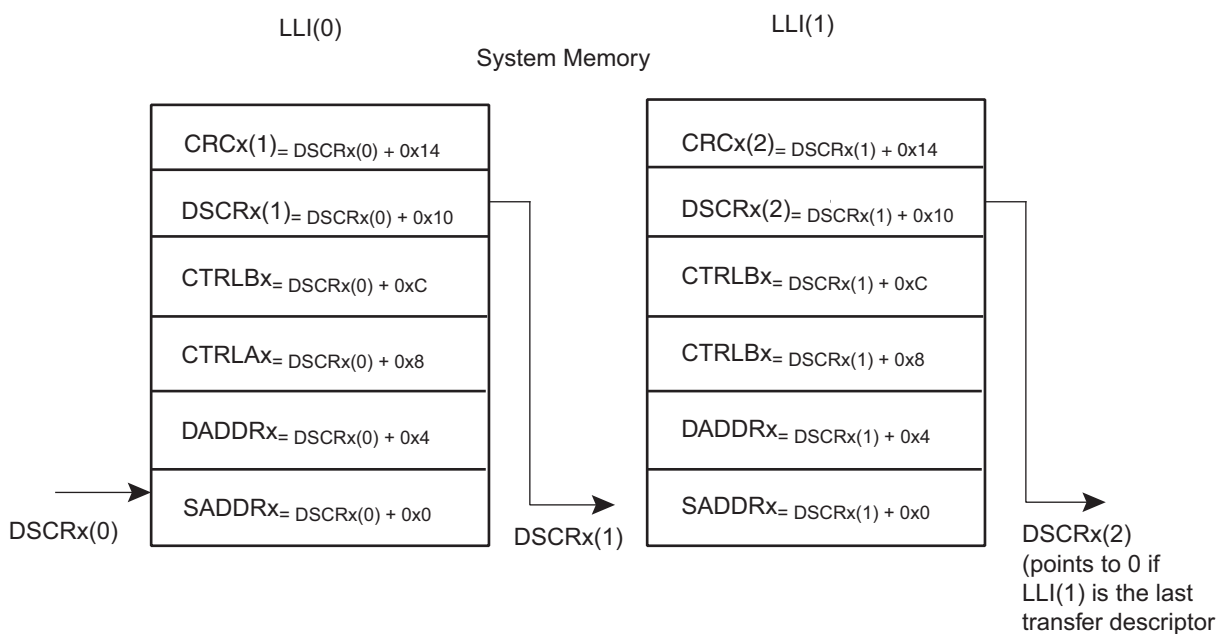 LLI(0)
LLI(1)
System Memory
CRCx(1)= DSCRx(0) + 0x14
DSCRx(1)= DSCRx(0) + 0x10
CTRLBx= DSCRx(0) + 0xC
CTRLAx= DSCRx(0) + 0x8
DADDRx= DSCRx(0) + 0x4
SADDRx= DSCRx(0) + 0x0
DSCRx(0)
DSCRx(1)
CRCx(2)= DSCRx(1) + 0x14
DSCRx(2)= DSCRx(1) + 0x10
CTRLBx= DSCRx(1) + 0xC
CTRLBx= DSCRx(1) + 0x8
DADDRx= DSCRx(1) + 0x4
SADDRx= DSCRx(1) + 0x0
DSCRx(2)
(points to 0 if
LLI(1) is the last
transfer descriptor